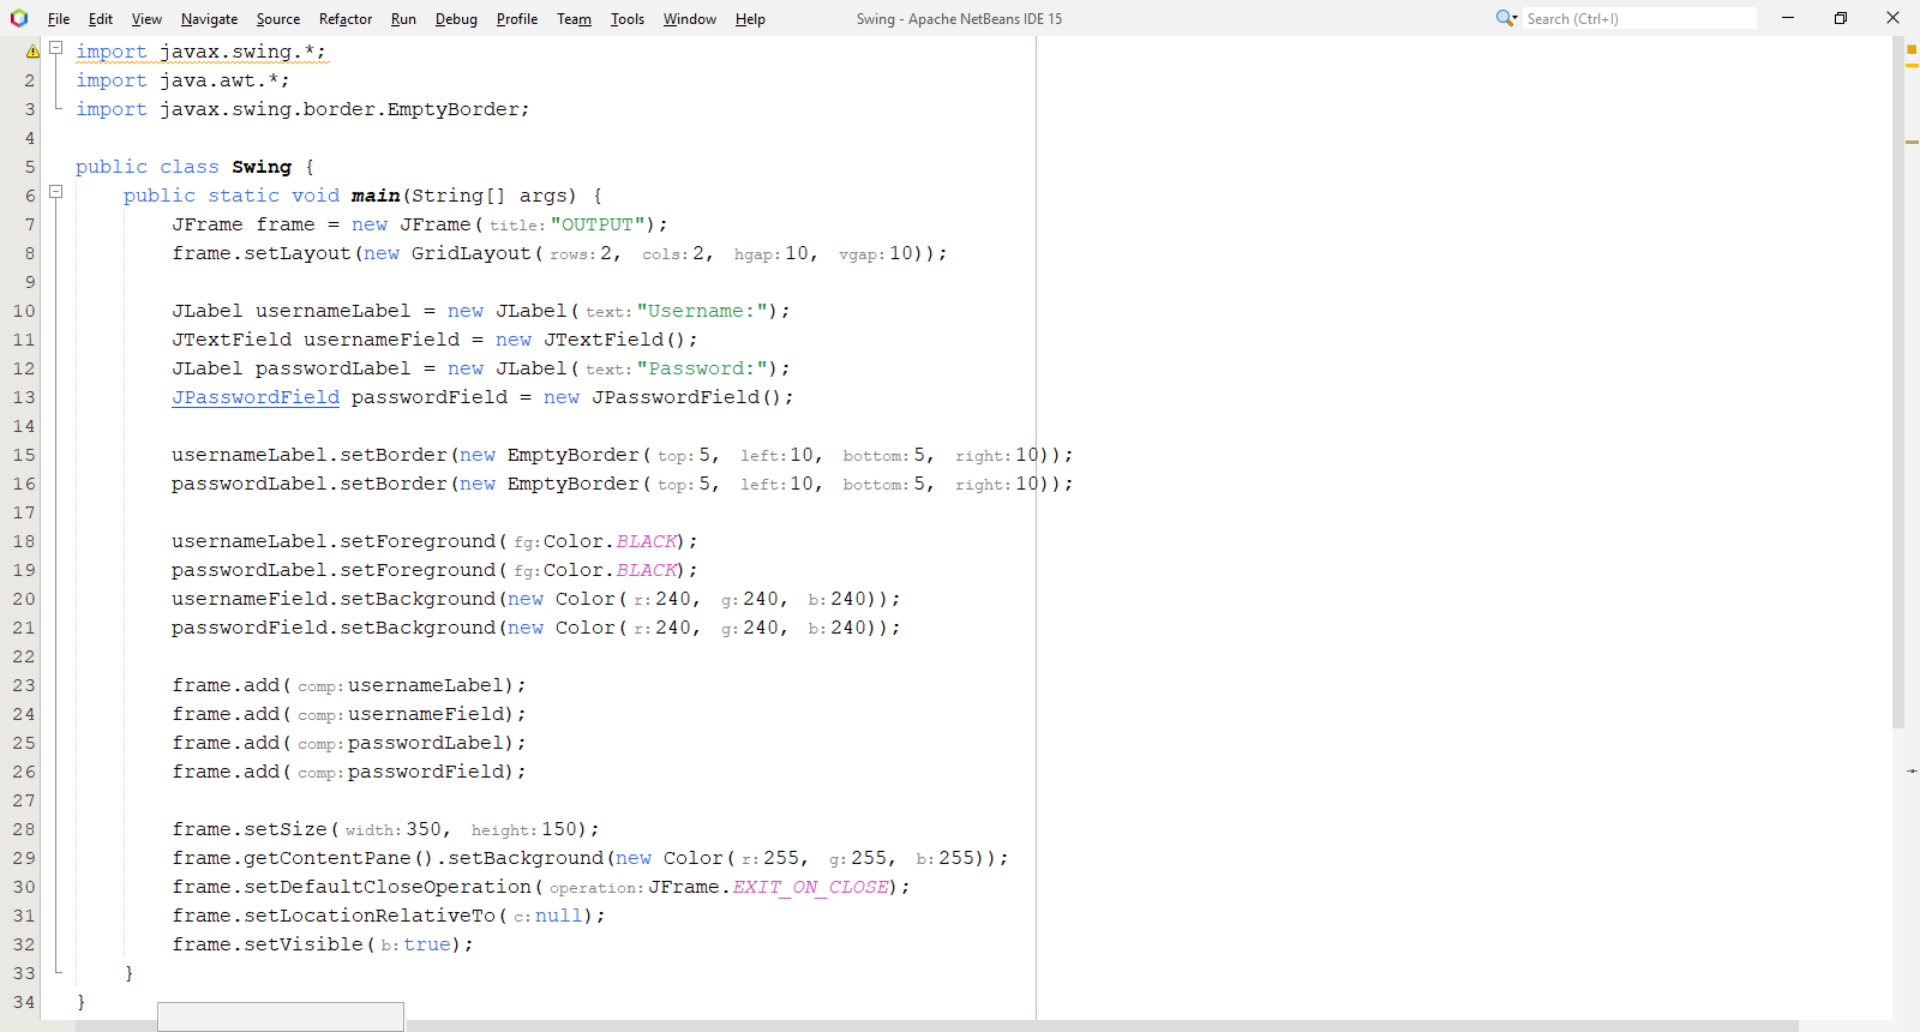 File Edit View Navigate Source Refactor Run Debug Profile Team Tools Window Help Swing - Apache NetBeans IDE 15 Search (Ctrl+I)
import javax.swing.*;
2 import java.awt.*;
3 import javax.swing.border.EmptyBorder;
4
5 public class Swing {
6 public static void main(String[] args) {
7 JFrame frame = new JFrame( title: "OUTPUT");
8 frame.setLayout(new GridLayout( rows: 2, cols: 2, hgap: 10, vgap: 10));
9
10 JLabel usernameLabel = new JLabel( text: "Username:");
11 JTextField usernameField = new JTextField();
12 JLabel passwordLabel = new JLabel( text: "Password:");
13 JPasswordField passwordField = new JPasswordField();
14
15 usernameLabel.setBorder(new EmptyBorder( top: 5, left: 10, bottom: 5, right: 10));
16 passwordLabel.setBorder(new EmptyBorder( top: 5, left: 10, bottom: 5, right: 10));
17
18 usernameLabel.setForeground( fg: Color.BLACK);
19 passwordLabel.setForeground( fg: Color.BLACK);
20 usernameField.setBackground(new Color( r: 240, g: 240, b: 240));
21 passwordField.setBackground(new Color( r: 240, g: 240, b: 240));
22
23 frame.add( comp: usernameLabel);
24 frame.add( comp: usernameField);
25 frame.add( comp: passwordLabel);
26 frame.add( comp: passwordField);
27
28 frame.setSize( width: 350, height: 150);
29 frame.getContentPane().setBackground(new Color( r: 255, g: 255, b: 255));
30 frame.setDefaultCloseOperation( operation: JFrame.EXIT_ON_CLOSE);
31 frame.setLocationRelativeTo( c: null);
32 frame.setVisible( b: true);
33 }
34 }